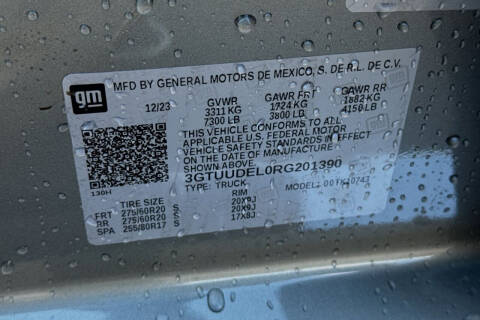 gm
MFD BY GENERAL MOTORS DE MEXICO, S. DE R.L. DE C.V.
12/23 GVWR GAWR FRT GAWR RR
3311 KG 1724 KG 1882 KG
7300 LB 3800 LB 4150 LB
THIS VEHICLE CONFORMS TO ALL
APPLICABLE U.S. FEDERAL MOTOR
VEHICLE SAFETY STANDARDS IN EFFECT
ON THE DATE OF MANUFACTURE
SHOWN ABOVE.
3GTUUDEL0RG201390
TYPE: TRUCK MODEL:
130H
TIRE SIZE RIM
FRT 275/60R20 S 20X9J
RR 275/60R20 S 20X9J
SPA 255/80R17 S 17X8J